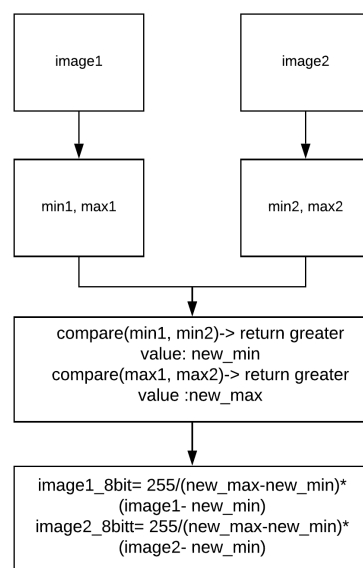 image1
image2
min1, max1
min2, max2
compare(min1, min2)-> return greater
value: new_min
compare(max1, max2)-> return greater
value :new_max
image1_8bit= 255/(new_max-new_min)*
(image1- new_min)
image2_8bitt= 255/(new_max-new_min)*
(image2- new_min)